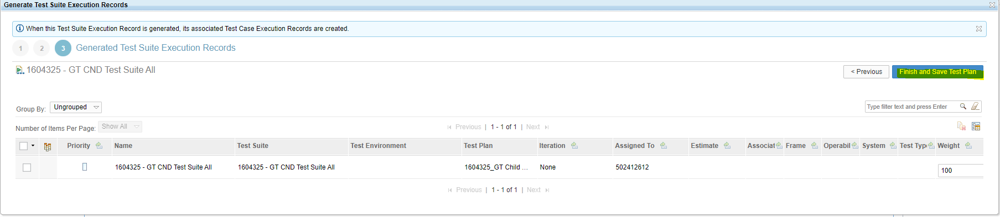 Generate Test Suite Execution Records
When this Test Suite Execution Record is generated, its associated Test Case Execution Records are created.
1 2 3 Generated Test Suite Execution Records
1604325 - GT CND Test Suite All
< Previous Finish and Save Test Plan
Group By: Ungrouped Type filter text and press Enter
Number of Items Per Page: Show All Previous | 1 - 1 of 1 | Next
Priority Name Test Suite Test Environment Test Plan Iteration Assigned To Estimate Associat Frame Operabil System Test Typ Weight
1604325 - GT CND Test Suite All 1604325 - GT CND Test Suite All 1604325_GT Child ... None 502412612 100
Previous | 1 - 1 of 1 | Next